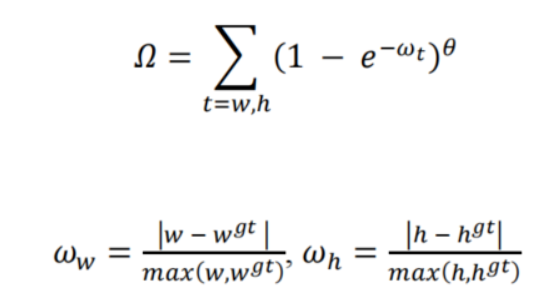 Ω = ∑_{t=w,h} (1 − e^{−ω_t})^θ
ω_w = |w − w^{gt}| / max(w,w^{gt}), ω_h = |h − h^{gt}| / max(h,h^{gt})